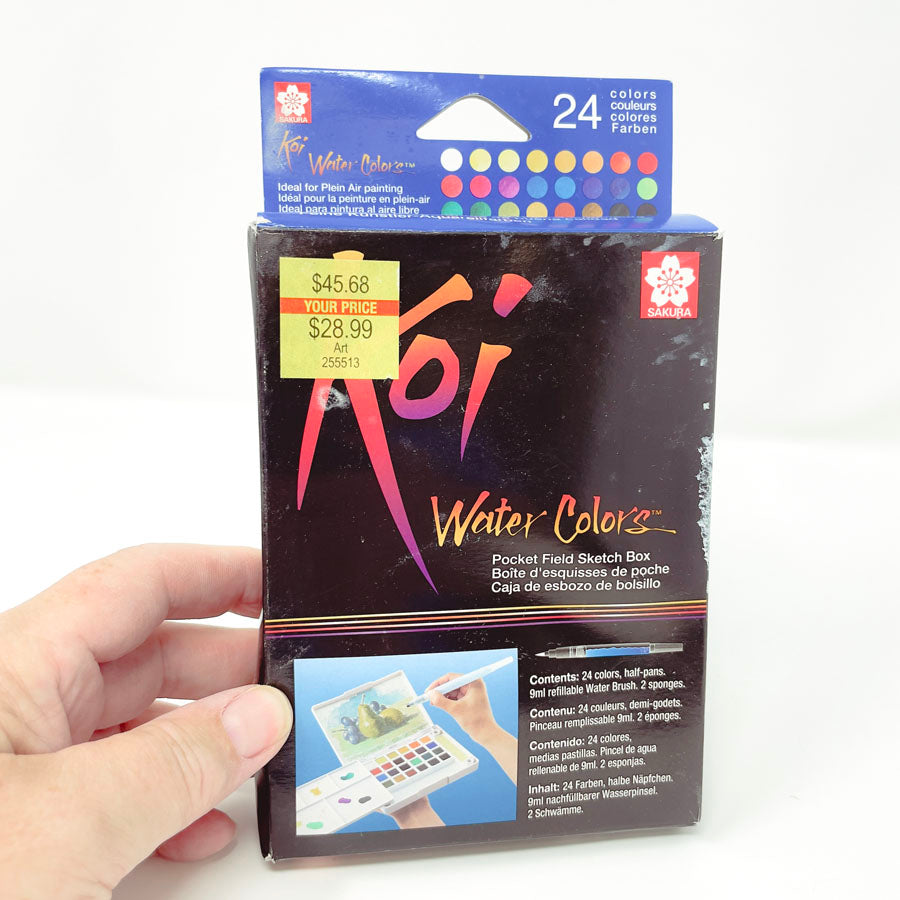 SAKURA
24
colors
couleurs
colores
Farben
Koi
Water Colors™
Ideal for Plein Air painting
Idéal pour la peinture en plein-air
Ideal para pintura al aire libre
$45.68
YOUR PRICE
$28.99
Art
255513
SAKURA
Koi
Water Colors™
Pocket Field Sketch Box
Boîte d'esquisses de poche
Caja de esbozo de bolsillo
Contents: 24 colors, half-pans.
9ml refillable Water Brush. 2 sponges.
Contenu: 24 couleurs, demi-godets.
Pinceau remplissable 9ml. 2 éponges.
Contenido: 24 colores,
medias pastillas. Pincel de agua
rellenable de 9ml. 2 esponjas.
Inhalt: 24 Farben, halbe Näpfchen.
9ml nachfüllbarer Wasserpinsel.
2 Schwämme.